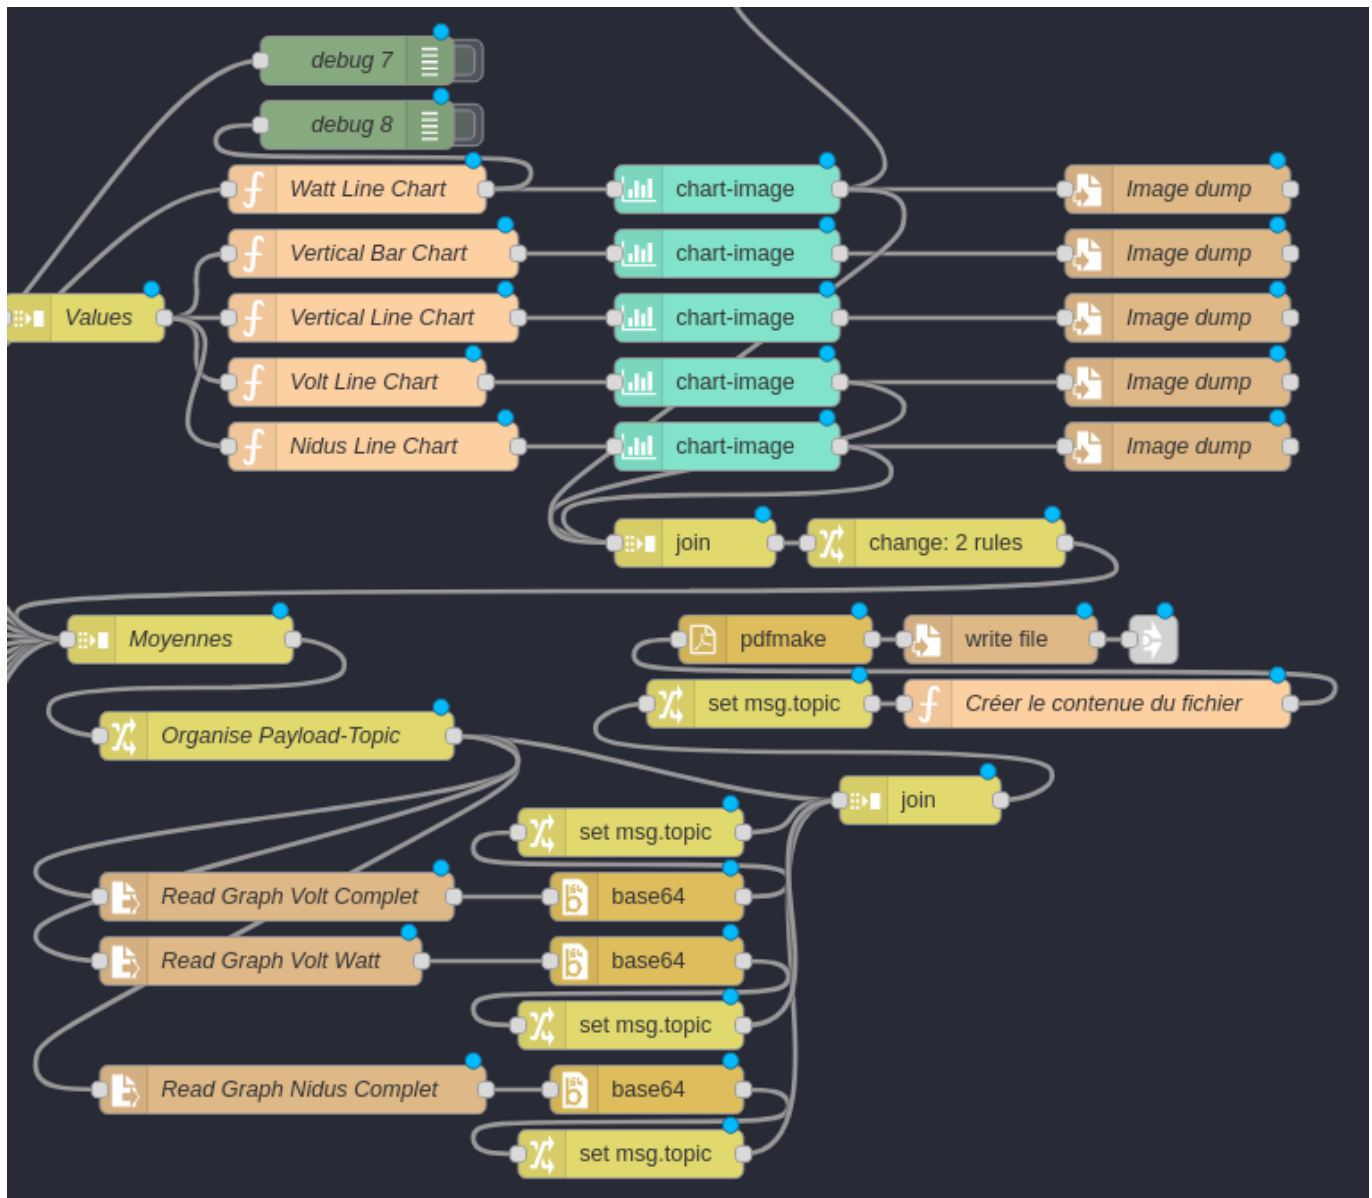 debug 7
debug 8
Watt Line Chart
chart-image
Image dump
Vertical Bar Chart
chart-image
Image dump
Values
Vertical Line Chart
chart-image
Image dump
Volt Line Chart
chart-image
Image dump
Nidus Line Chart
chart-image
Image dump
join
change: 2 rules
Moyennes
pdfmake
write file
set msg.topic
Créer le contenue du fichier
Organise Payload-Topic
join
set msg.topic
Read Graph Volt Complet
64
base64
Read Graph Volt Watt
64
base64
set msg.topic
Read Graph Nidus Complet
64
base64
set msg.topic